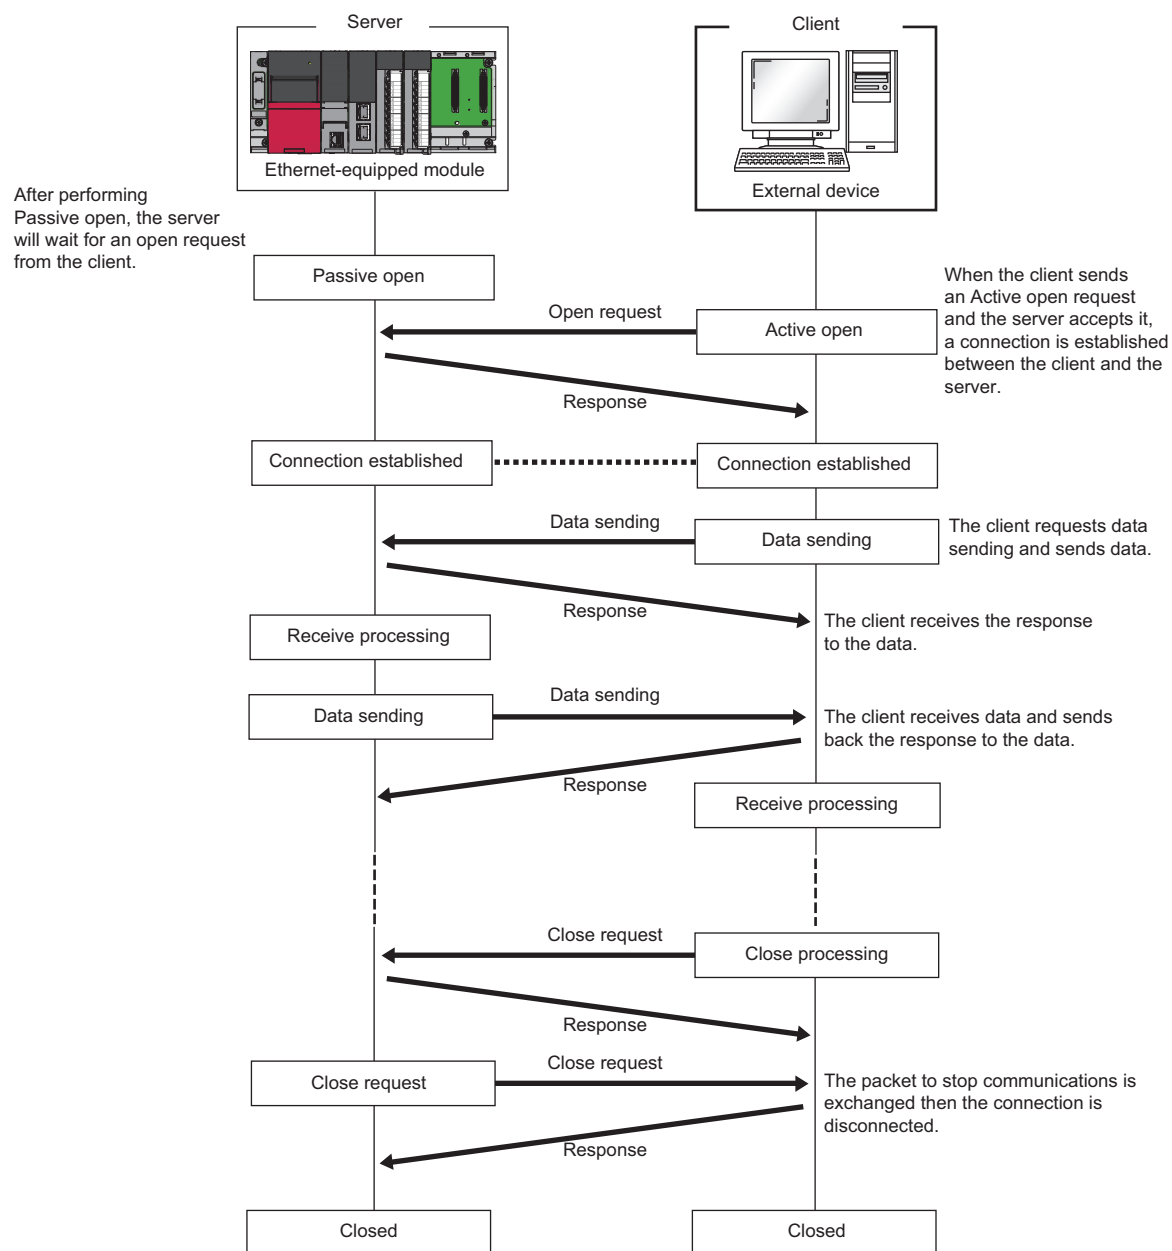 Server
Client
Ethernet-equipped module
External device
After performing
Passive open, the server
will wait for an open request
from the client.
Passive open
When the client sends
an Active open request
and the server accepts it,
a connection is established
between the client and the
server.
Open request
Active open
Response
Connection established
Connection established
Data sending
Data sending
The client requests data
sending and sends data.
Response
The client receives the response
to the data.
Receive processing
Data sending
Data sending
The client receives data and sends
back the response to the data.
Response
Receive processing
Close request
Close processing
Response
Close request
Close request
The packet to stop communications is
exchanged then the connection is
disconnected.
Response
Closed
Closed